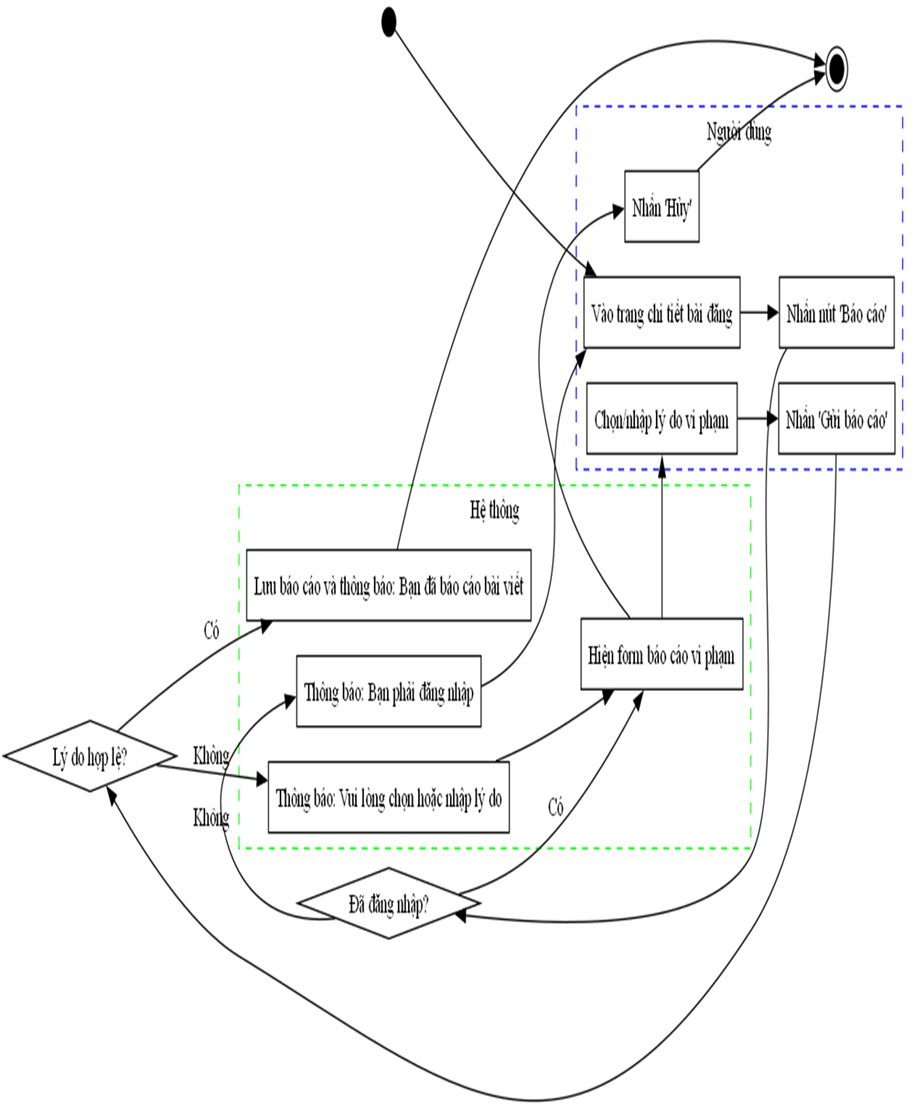 Người dùng
Nhấn 'Hủy'
Vào trang chi tiết bài đăng
Nhấn nút 'Báo cáo'
Chọn/nhập lý do vi phạm
Nhấn 'Gửi báo cáo'
Hệ thống
Lưu báo cáo và thông báo: Bạn đã báo cáo bài viết
Có
Hiện form báo cáo vi phạm
Thông báo: Bạn phải đăng nhập
Lý do hợp lệ?
Không
Thông báo: Vui lòng chọn hoặc nhập lý do
Không
Có
Đã đăng nhập?